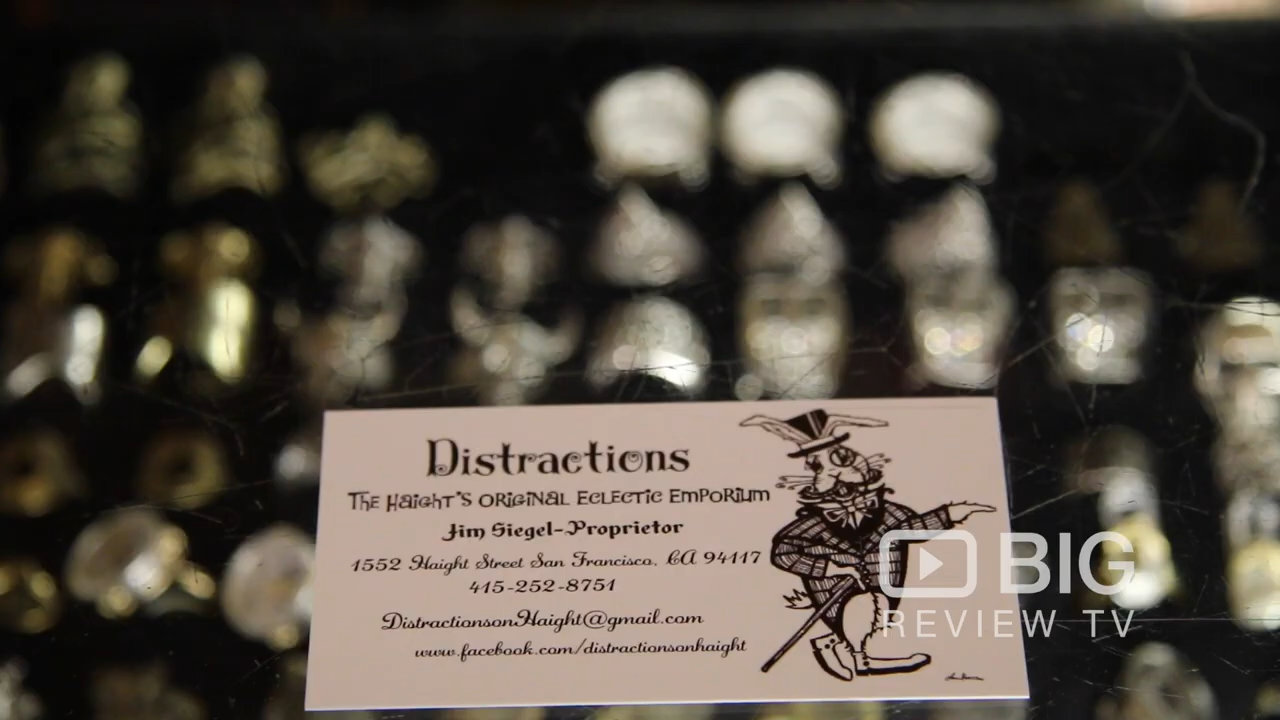 Distractions
The Haight's Original Eclectic Emporium
Jim Siegel-Proprietor
1552 Haight Street San Francisco, CA 94117
415-252-8751
DistractionsonHaight@gmail.com
www.facebook.com/distractionsonhaight
BIG
REVIEW TV